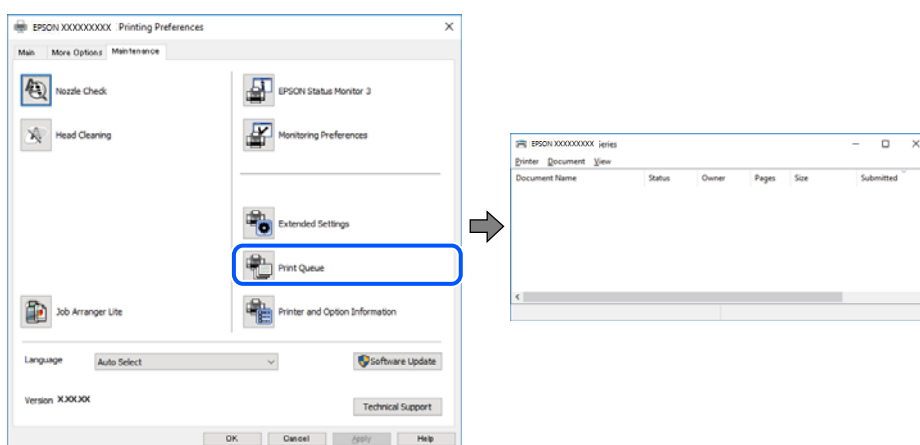 EPSON XXXXXXXXX Printing Preferences
Main More Options Maintenance
Nozzle Check
EPSON Status Monitor 3
Head Cleaning
Monitoring Preferences
Extended Settings
Print Queue
Job Arranger Lite
Printer and Option Information
Language Auto Select Software Update
Version X.XX.XX
Technical Support
OK Cancel Apply Help
EPSON XXXXXXXXX ieries
Printer Document View
Document Name Status Owner Pages Size Submitted